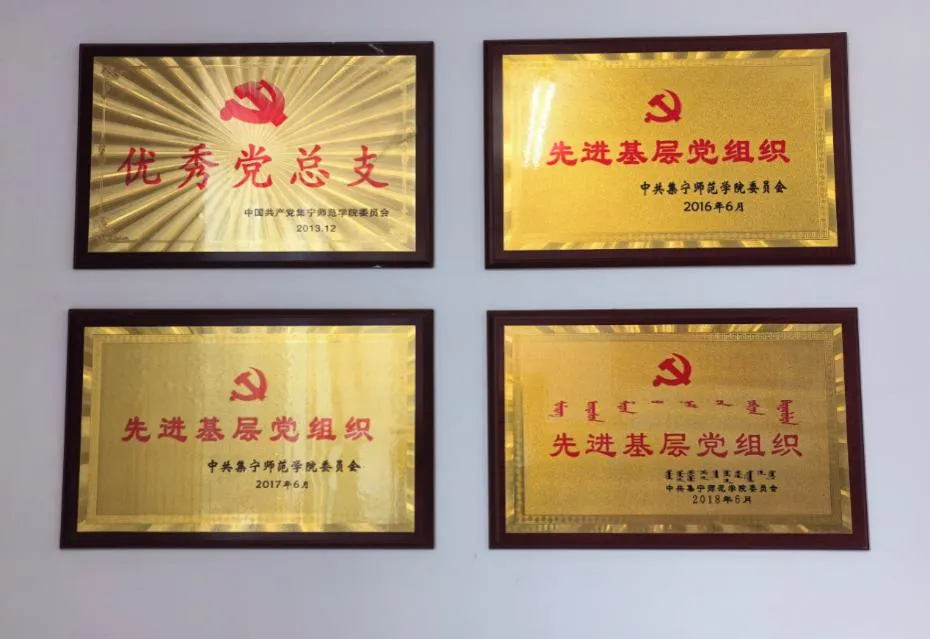 优秀党总支
中国共产党集宁师范学院委员会
2013.12
先进基层党组织
中共集宁师范学院委员会
2016年6月
先进基层党组织
中共集宁师范学院委员会
2017年6月
先进基层党组织
中共集宁师范学院委员会
2018年6月